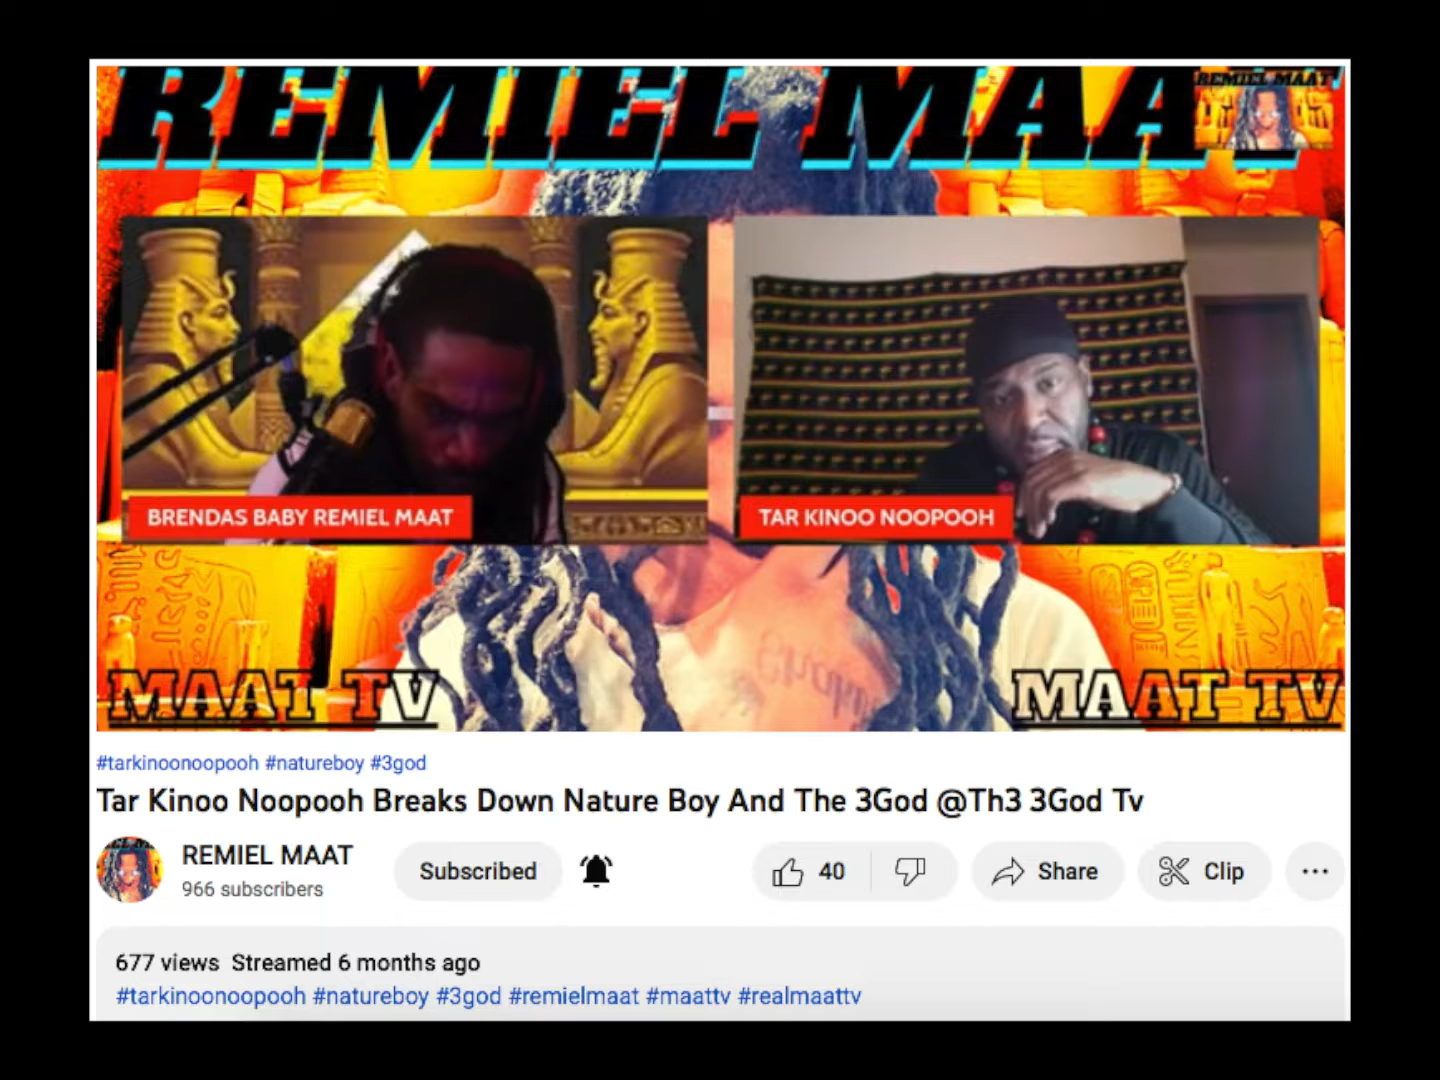 REMIEL MAAT
REMIEL MAAT
BRENDAS BABY REMIEL MAAT
TAR KINOO NOOPOOH
MAAT TV
MAAT TV
#tarkinoonoopooh #natureboy #3god
Tar Kinoo Noopooh Breaks Down Nature Boy And The 3God @Th3 3God Tv
REMIEL MAAT
966 subscribers
Subscribed
40
Share
Clip
677 views Streamed 6 months ago
#tarkinoonoopooh #natureboy #3god #remielmaat #maattv #realmaattv